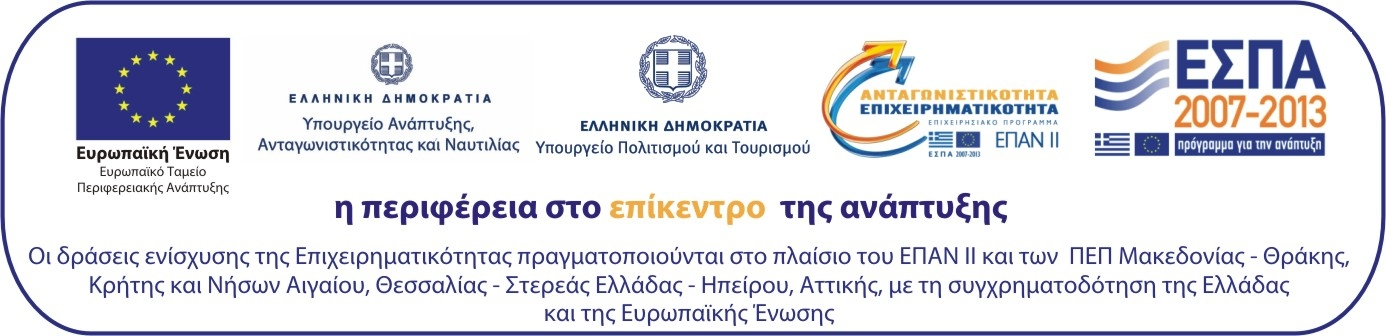 Ευρωπαϊκή Ένωση
Ευρωπαϊκό Ταμείο
Περιφερειακής Ανάπτυξης
ΕΛΛΗΝΙΚΗ ΔΗΜΟΚΡΑΤΙΑ
Υπουργείο Ανάπτυξης,
Ανταγωνιστικότητας και Ναυτιλίας
ΕΛΛΗΝΙΚΗ ΔΗΜΟΚΡΑΤΙΑ
Υπουργείο Πολιτισμού και Τουρισμού
ΑΝΤΑΓΩΝΙΣΤΙΚΟΤΗΤΑ
ΕΠΙΧΕΙΡΗΜΑΤΙΚΟΤΗΤΑ
ΕΠΙΧΕΙΡΗΣΙΑΚΟ ΠΡΟΓΡΑΜΜΑ
ΕΠΑΝ ΙΙ
ΕΣΠΑ 2007-2013
ΕΣΠΑ
2007-2013
πρόγραμμα για την ανάπτυξη
η περιφέρεια στο επίκεντρο της ανάπτυξης
Οι δράσεις ενίσχυσης της Επιχειρηματικότητας πραγματοποιούνται στο πλαίσιο του ΕΠΑΝ ΙΙ και των ΠΕΠ Μακεδονίας - Θράκης,
Κρήτης και Νήσων Αιγαίου, Θεσσαλίας - Στερεάς Ελλάδας - Ηπείρου, Αττικής, με τη συγχρηματοδότηση της Ελλάδας
και της Ευρωπαϊκής Ένωσης